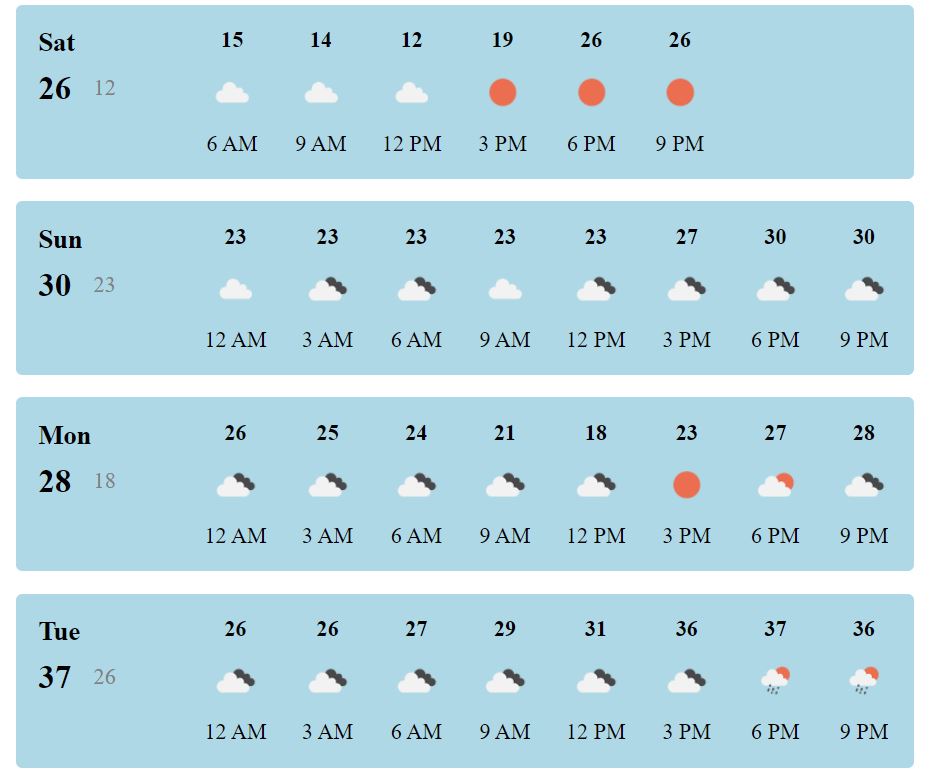 Sat
26 12
15 14 12 19 26 26
6 AM 9 AM 12 PM 3 PM 6 PM 9 PM
Sun
30 23
23 23 23 23 23 27 30 30
12 AM 3 AM 6 AM 9 AM 12 PM 3 PM 6 PM 9 PM
Mon
28 18
26 25 24 21 18 23 27 28
12 AM 3 AM 6 AM 9 AM 12 PM 3 PM 6 PM 9 PM
Tue
37 26
26 26 27 29 31 36 37 36
12 AM 3 AM 6 AM 9 AM 12 PM 3 PM 6 PM 9 PM